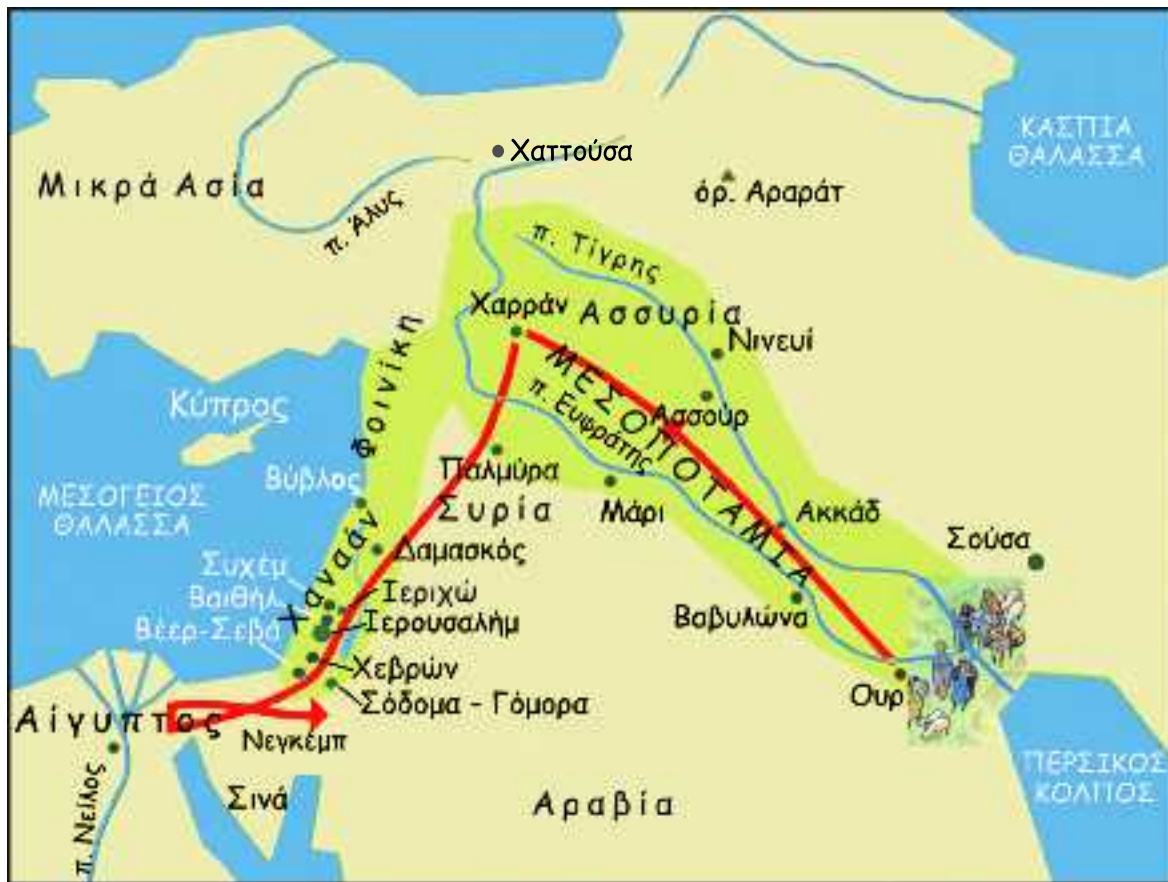 ΚΑΣΠΙΑ
ΘΑΛΑΣΣΑ
Χαττούσα
Μικρά Ασία
όρ. Αραράτ
π. Άλυς
π. Τίγρης
Χαρράν
Ασσυρία
Νινευί
Φοινίκη
ΜΕΣΟΠΟΤΑΜΙΑ
π. Ευφράτης
Ασσούρ
Κύπρος
Παλμύρα
Βύβλος
ΜΕΣΟΓΕΙΟΣ
ΘΑΛΑΣΣΑ
Συρία
Μάρι
Ακκάδ
Σούσα
Χαναάν
Δαμασκός
Συχέμ
Βαιθήλ
Βέερ-Σεβά
Ιεριχώ
Ιερουσαλήμ
Βαβυλώνα
Χεβρών
Σόδομα - Γόμορα
Ουρ
Αίγυπτος
Νεγκέμπ
ΠΕΡΣΙΚΟΣ
ΚΟΛΠΟΣ
π. Νείλος
Σινά
Αραβία